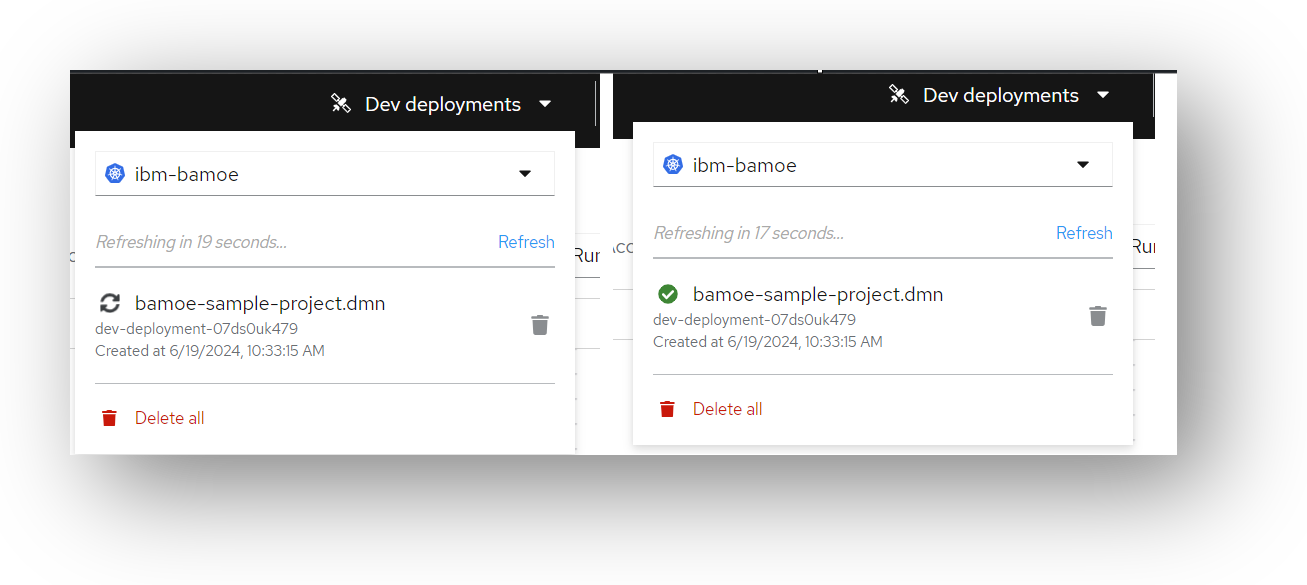 Dev deployments
ibm-bamoe
Refreshing in 19 seconds...
Refresh
Rur
bamoe-sample-project.dmn
dev-deployment-07ds0uk479
Created at 6/19/2024, 10:33:15 AM
Delete all
Dev deployments
ibm-bamoe
Refreshing in 17 seconds...
Refresh
bamoe-sample-project.dmn
dev-deployment-07ds0uk479
Created at 6/19/2024, 10:33:15 AM
Delete all